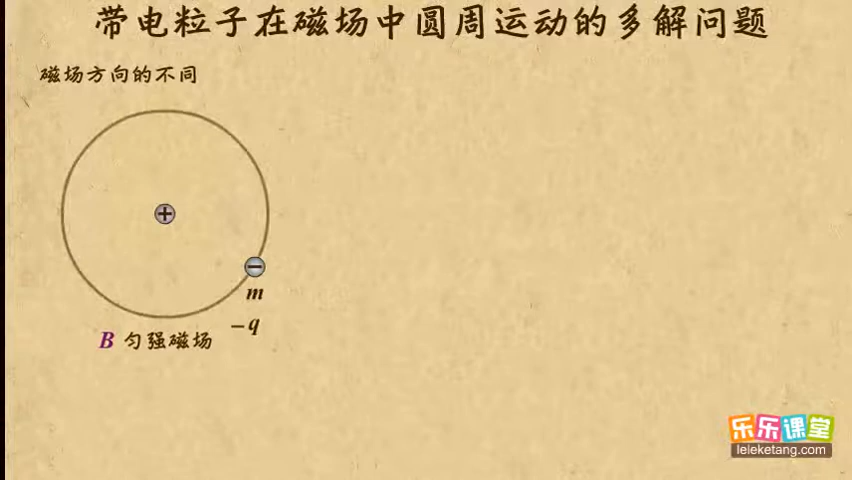 带电粒子在磁场中圆周运动的多解问题
磁场方向的不同
+
−
m
−q
B 匀强磁场
乐乐课堂
leleketang.com